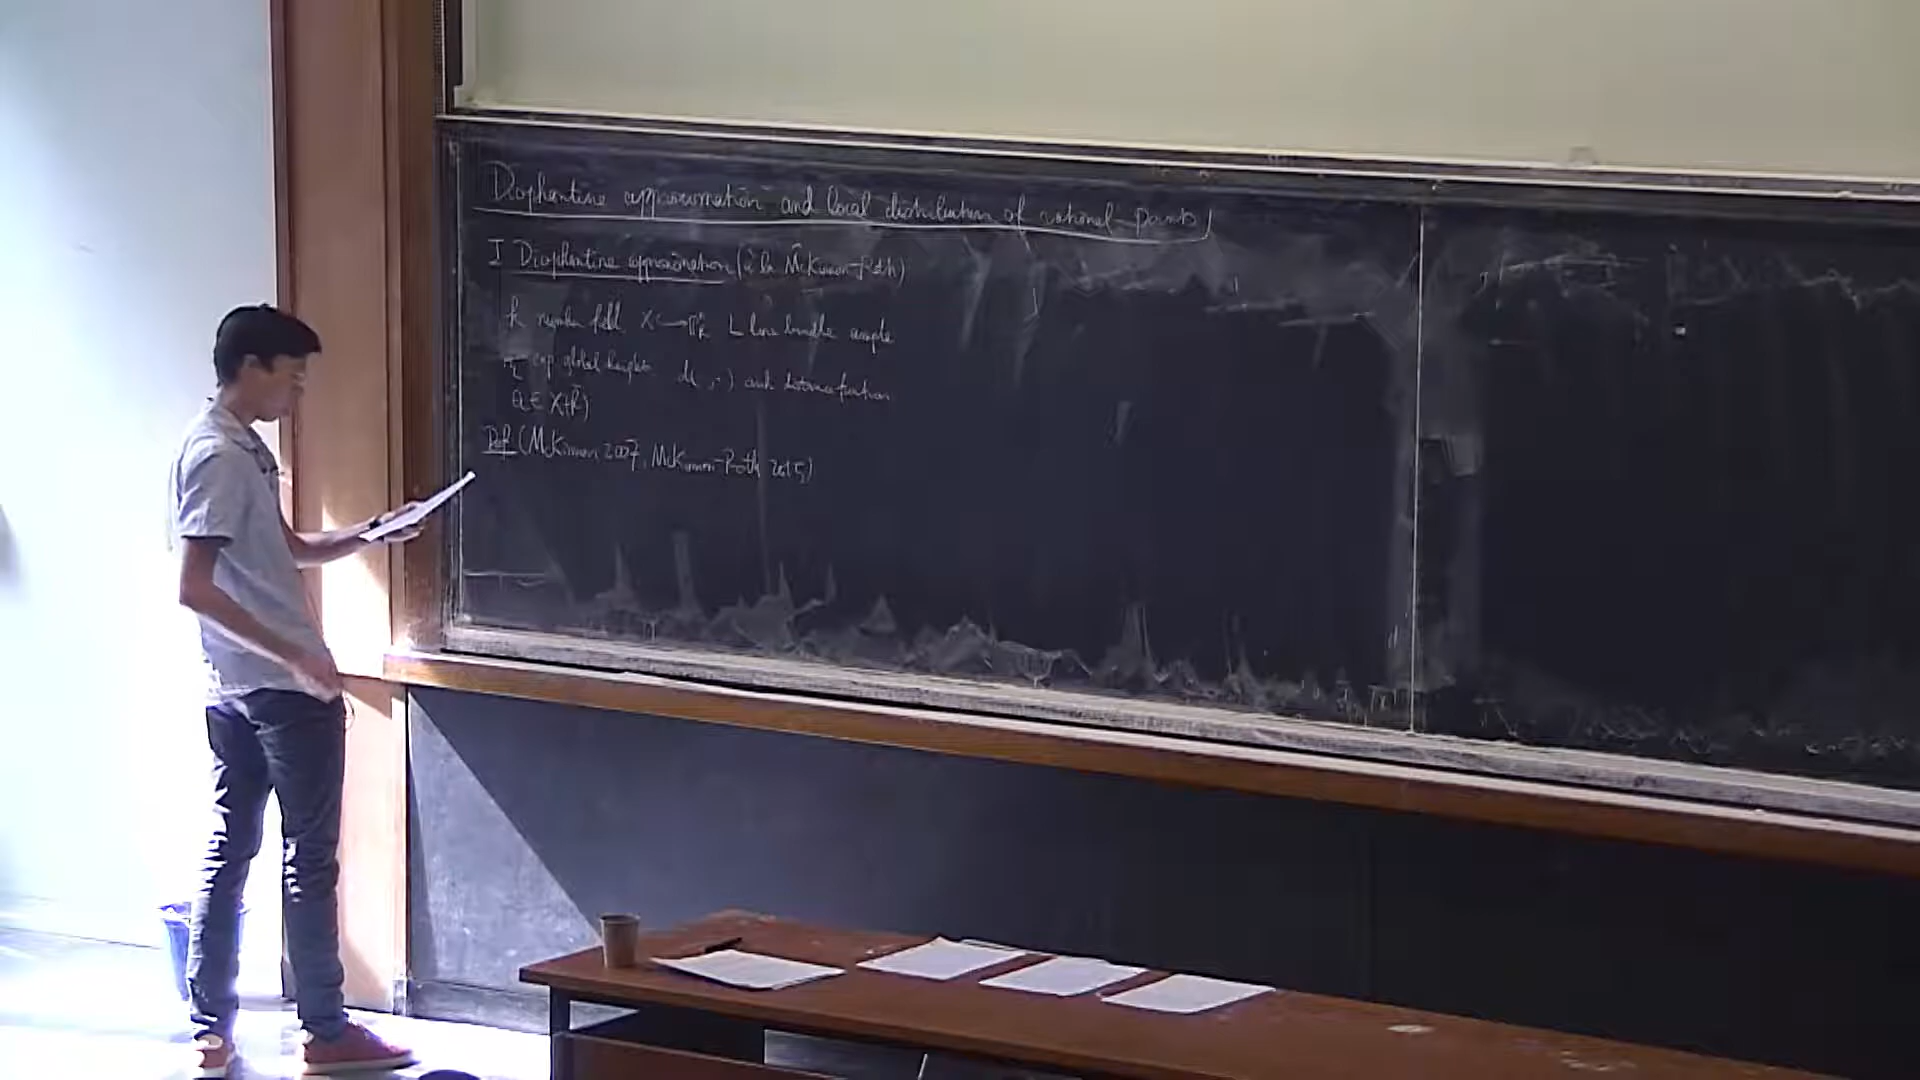 Diophantine approximation and local distribution of rational points
I Diophantine approximation (à la McKinnon-Roth)
k number field X ↪ ℙⁿ_k L line bundle ample
H_L exp global height d( , ·) arch distance function
Q ∈ X(k̄)
Def (McKinnon 2007, McKinnon-Roth 2015)